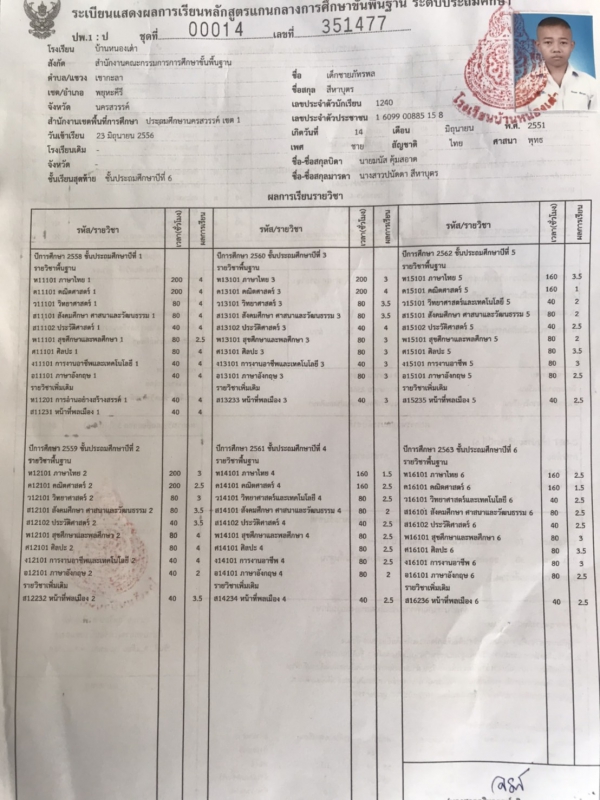 ระเบียนแสดงผลการเรียนหลักสูตรแกนกลางการศึกษาขั้นพื้นฐาน ระดับประถมศึกษา
ปพ.1 : ป ชุดที่ 00014 เลขที่ 351477
โรงเรียน บ้านหนองเต่า
สังกัด สำนักงานคณะกรรมการการศึกษาขั้นพื้นฐาน
ตำบล/แขวง เขากะลา
ชื่อ เด็กชายภัทรพล
เขต/อำเภอ พยุหะคีรี
ชื่อสกุล สีหาบุตร
จังหวัด นครสวรรค์
เลขประจำตัวนักเรียน 1240
สำนักงานเขตพื้นที่การศึกษา ประถมศึกษานครสวรรค์ เขต 1
เลขประจำตัวประชาชน 1 6099 00885 15 8
วันเข้าเรียน 23 มิถุนายน 2556
เกิดวันที่ 14 เดือน มิถุนายน พ.ศ. 2551
โรงเรียนเดิม -
เพศ ชาย สัญชาติ ไทย ศาสนา พุทธ
จังหวัด -
ชื่อ-ชื่อสกุลบิดา นายมนัส คุ้มสอาด
ชั้นเรียนสุดท้าย ชั้นประถมศึกษาปีที่ 6
ชื่อ-ชื่อสกุลมารดา นางสาวปนัดดา สีหาบุตร
โรงเรียนบ้านหนองเต่า
ผลการเรียนรายวิชา
รหัส/รายวิชา เวลา(ชั่วโมง) ผลการเรียน
ปีการศึกษา 2558 ชั้นประถมศึกษาปีที่ 1
รายวิชาพื้นฐาน
ท11101 ภาษาไทย 1 200 4
ค11101 คณิตศาสตร์ 1 200 4
ว11101 วิทยาศาสตร์ 1 80 4
ส11101 สังคมศึกษา ศาสนาและวัฒนธรรม 1 80 4
ส11102 ประวัติศาสตร์ 1 40 4
พ11101 สุขศึกษาและพลศึกษา 1 80 2.5
ศ11101 ศิลปะ 1 80 4
ง11101 การงานอาชีพและเทคโนโลยี 1 40 4
อ11101 ภาษาอังกฤษ 1 40 4
รายวิชาเพิ่มเติม
ท11201 การอ่านอย่างสร้างสรรค์ 1 40 4
ส11231 หน้าที่พลเมือง 1 40 4
ปีการศึกษา 2559 ชั้นประถมศึกษาปีที่ 2
รายวิชาพื้นฐาน
ท12101 ภาษาไทย 2 200 3
ค12101 คณิตศาสตร์ 2 200 2.5
ว12101 วิทยาศาสตร์ 2 80 3
ส12101 สังคมศึกษา ศาสนาและวัฒนธรรม 2 80 3.5
ส12102 ประวัติศาสตร์ 2 40 3.5
พ12101 สุขศึกษาและพลศึกษา 2 80 4
ศ12101 ศิลปะ 2 80 4
ง12101 การงานอาชีพและเทคโนโลยี 2 40 4
อ12101 ภาษาอังกฤษ 2 40 2
รายวิชาเพิ่มเติม
ส12232 หน้าที่พลเมือง 2 40 3.5
รหัส/รายวิชา เวลา(ชั่วโมง) ผลการเรียน
ปีการศึกษา 2560 ชั้นประถมศึกษาปีที่ 3
รายวิชาพื้นฐาน
ท13101 ภาษาไทย 3 200 3
ค13101 คณิตศาสตร์ 3 200 4
ว13101 วิทยาศาสตร์ 3 80 3.5
ส13101 สังคมศึกษา ศาสนาและวัฒนธรรม 3 80 3.5
ส13102 ประวัติศาสตร์ 3 40 4
พ13101 สุขศึกษาและพลศึกษา 3 80 3
ศ13101 ศิลปะ 3 80 3
ง13101 การงานอาชีพและเทคโนโลยี 3 40 3
อ13101 ภาษาอังกฤษ 3 40 3
รายวิชาเพิ่มเติม
ส13233 หน้าที่พลเมือง 3 40 3
ปีการศึกษา 2561 ชั้นประถมศึกษาปีที่ 4
รายวิชาพื้นฐาน
ท14101 ภาษาไทย 4 160 1.5
ค14101 คณิตศาสตร์ 4 160 2.5
ว14101 วิทยาศาสตร์และเทคโนโลยี 4 80 2.5
ส14101 สังคมศึกษา ศาสนาและวัฒนธรรม 4 80 2
ส14102 ประวัติศาสตร์ 4 40 2.5
พ14101 สุขศึกษาและพลศึกษา 4 80 2.5
ศ14101 ศิลปะ 4 80 2.5
ง14101 การงานอาชีพ 4 40 2.5
อ14101 ภาษาอังกฤษ 4 80 2
รายวิชาเพิ่มเติม
ส14234 หน้าที่พลเมือง 4 40 2.5
รหัส/รายวิชา เวลา(ชั่วโมง) ผลการเรียน
ปีการศึกษา 2562 ชั้นประถมศึกษาปีที่ 5
รายวิชาพื้นฐาน
ท15101 ภาษาไทย 5 160 3.5
ค15101 คณิตศาสตร์ 5 160 1
ว15101 วิทยาศาสตร์และเทคโนโลยี 5 40 2
ส15101 สังคมศึกษา ศาสนาและวัฒนธรรม 5 80 2
ส15102 ประวัติศาสตร์ 5 40 2.5
พ15101 สุขศึกษาและพลศึกษา 5 80 2
ศ15101 ศิลปะ 5 80 3.5
ง15101 การงานอาชีพ 5 80 3
อ15101 ภาษาอังกฤษ 5 80 2.5
รายวิชาเพิ่มเติม
ส15235 หน้าที่พลเมือง 5 40 2.5
ปีการศึกษา 2563 ชั้นประถมศึกษาปีที่ 6
รายวิชาพื้นฐาน
ท16101 ภาษาไทย 6 160 2.5
ค16101 คณิตศาสตร์ 6 160 1.5
ว16101 วิทยาศาสตร์และเทคโนโลยี 6 40 2.5
ส16101 สังคมศึกษา ศาสนาและวัฒนธรรม 6 80 2.5
ส16102 ประวัติศาสตร์ 6 40 2.5
พ16101 สุขศึกษาและพลศึกษา 6 80 3
ศ16101 ศิลปะ 6 80 3.5
ง16101 การงานอาชีพ 6 80 3
อ16101 ภาษาอังกฤษ 6 80 2.5
รายวิชาเพิ่มเติม
ส16236 หน้าที่พลเมือง 6 40 2.5